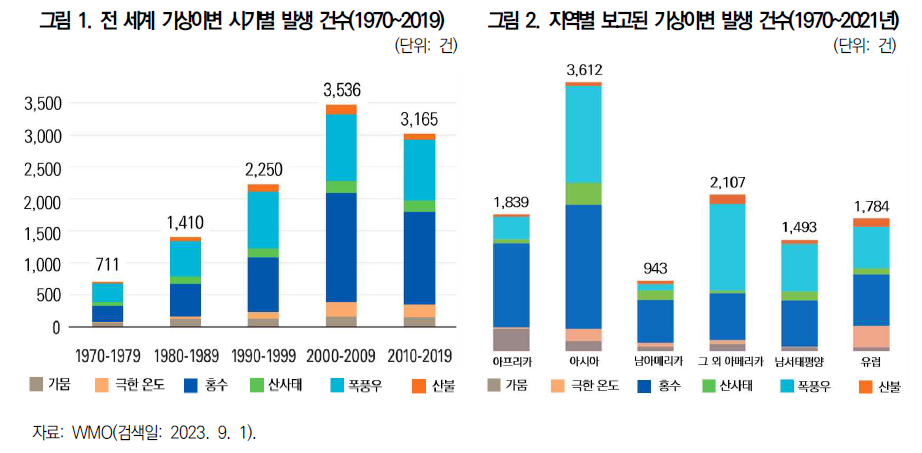 그림 1. 전 세계 기상이변 시기별 발생 건수(1970~2019)
(단위: 건)
3,500
3,000
2,500
2,000
1,500
1,000
500
0
711
1,410
2,250
3,536
3,165
1970-1979
1980-1989
1990-1999
2000-2009
2010-2019
가뭄
극한 온도
홍수
산사태
폭풍우
산불
그림 2. 지역별 보고된 기상이변 발생 건수(1970~2021년)
(단위: 건)
1,839
3,612
943
2,107
1,493
1,784
아프리카
아시아
남아메리카
그 외 아메리카
남서태평양
유럽
가뭄
극한 온도
홍수
산사태
폭풍우
산불
자료: WMO(검색일: 2023. 9. 1).